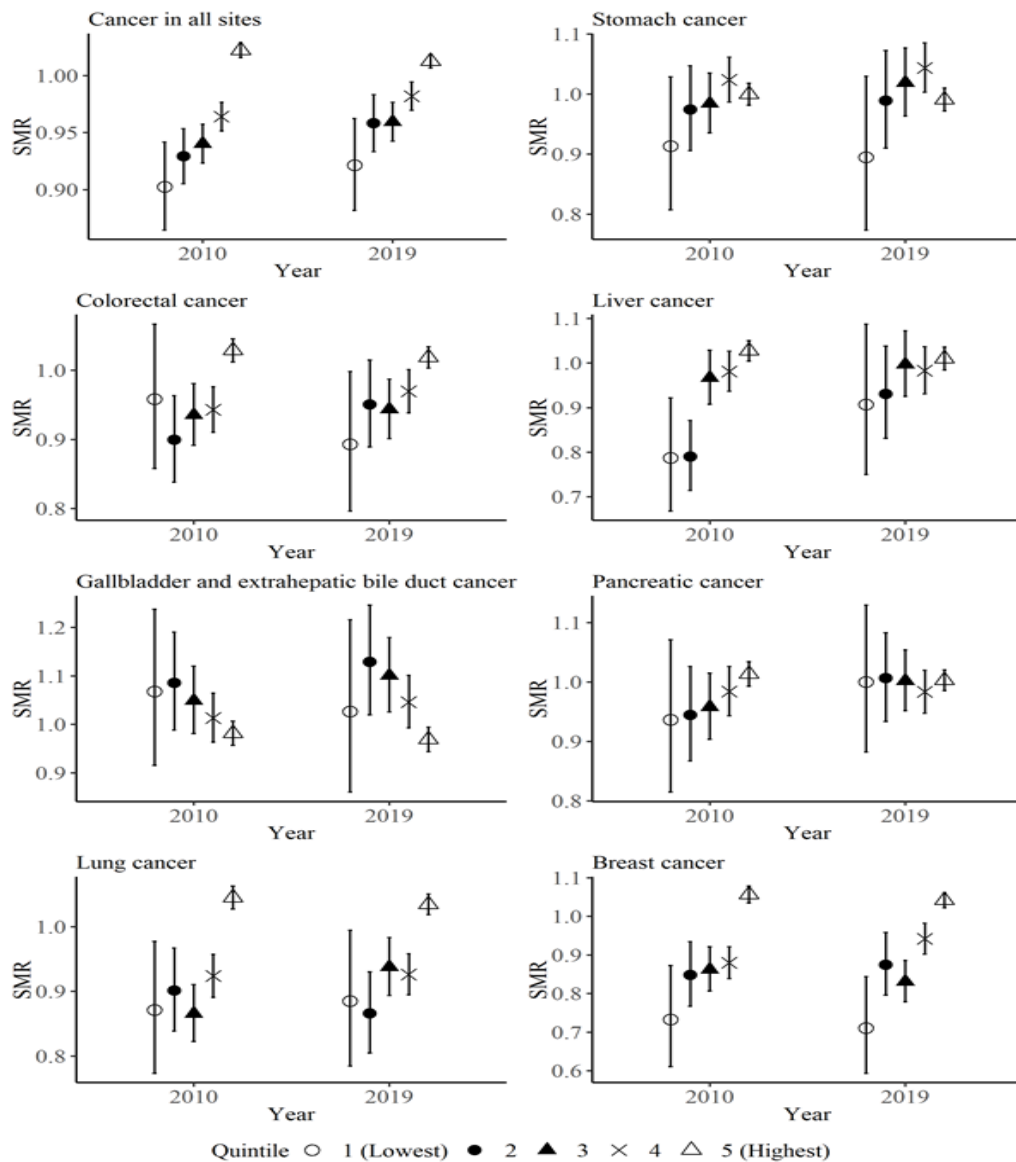 Cancer in all sites
SMR
1.00
0.95
0.90
2010 2019
Year
Stomach cancer
SMR
1.1
1.0
0.9
0.8
2010 2019
Year
Colorectal cancer
SMR
1.0
0.9
0.8
2010 2019
Year
Liver cancer
SMR
1.1
1.0
0.9
0.8
0.7
2010 2019
Year
Gallbladder and extrahepatic bile duct cancer
SMR
1.2
1.1
1.0
0.9
2010 2019
Year
Pancreatic cancer
SMR
1.1
1.0
0.9
0.8
2010 2019
Year
Lung cancer
SMR
1.0
0.9
0.8
2010 2019
Year
Breast cancer
SMR
1.1
1.0
0.9
0.8
0.7
0.6
2010 2019
Year
Quintile 1 (Lowest) 2 3 4 5 (Highest)